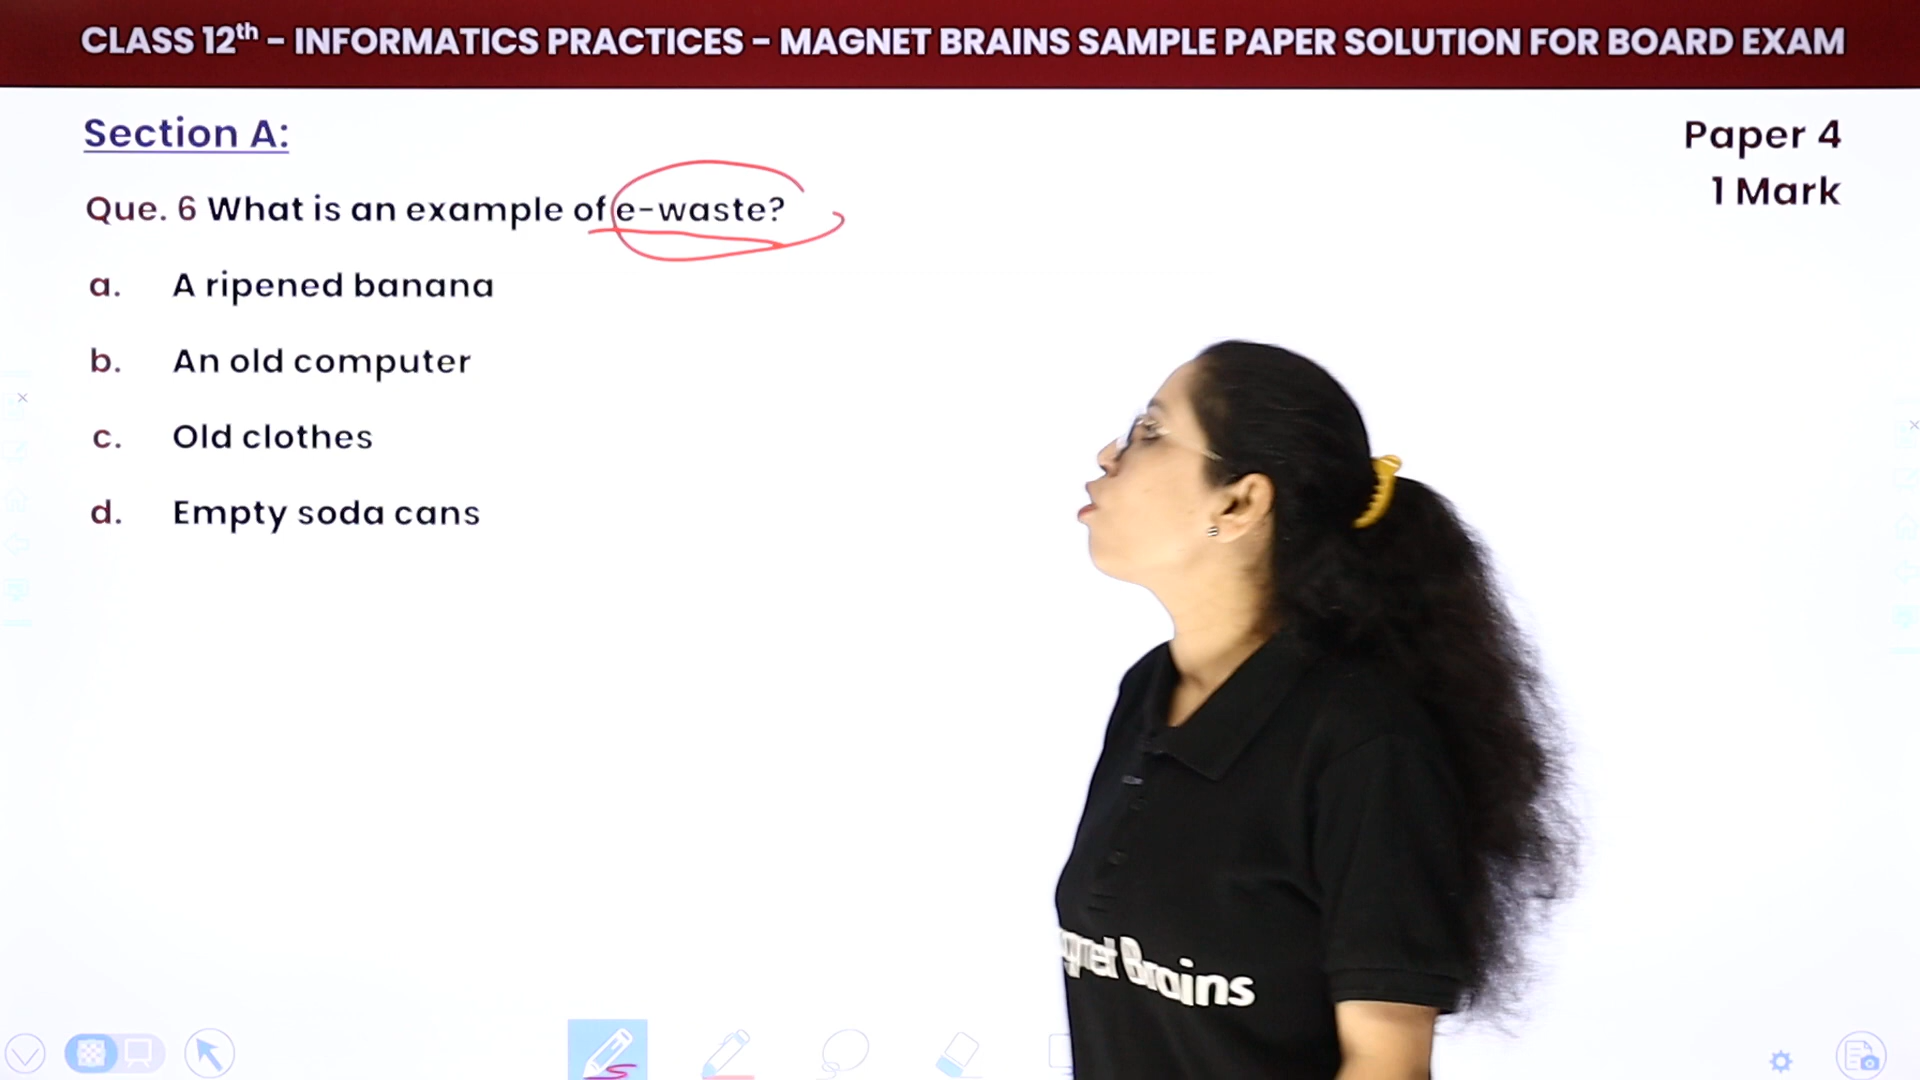 CLASS 12th - INFORMATICS PRACTICES - MAGNET BRAINS SAMPLE PAPER SOLUTION FOR BOARD EXAM
Section A:
Paper 4
1 Mark
Que. 6 What is an example of e-waste?
a. A ripened banana
b. An old computer
c. Old clothes
d. Empty soda cans
gnet Brains